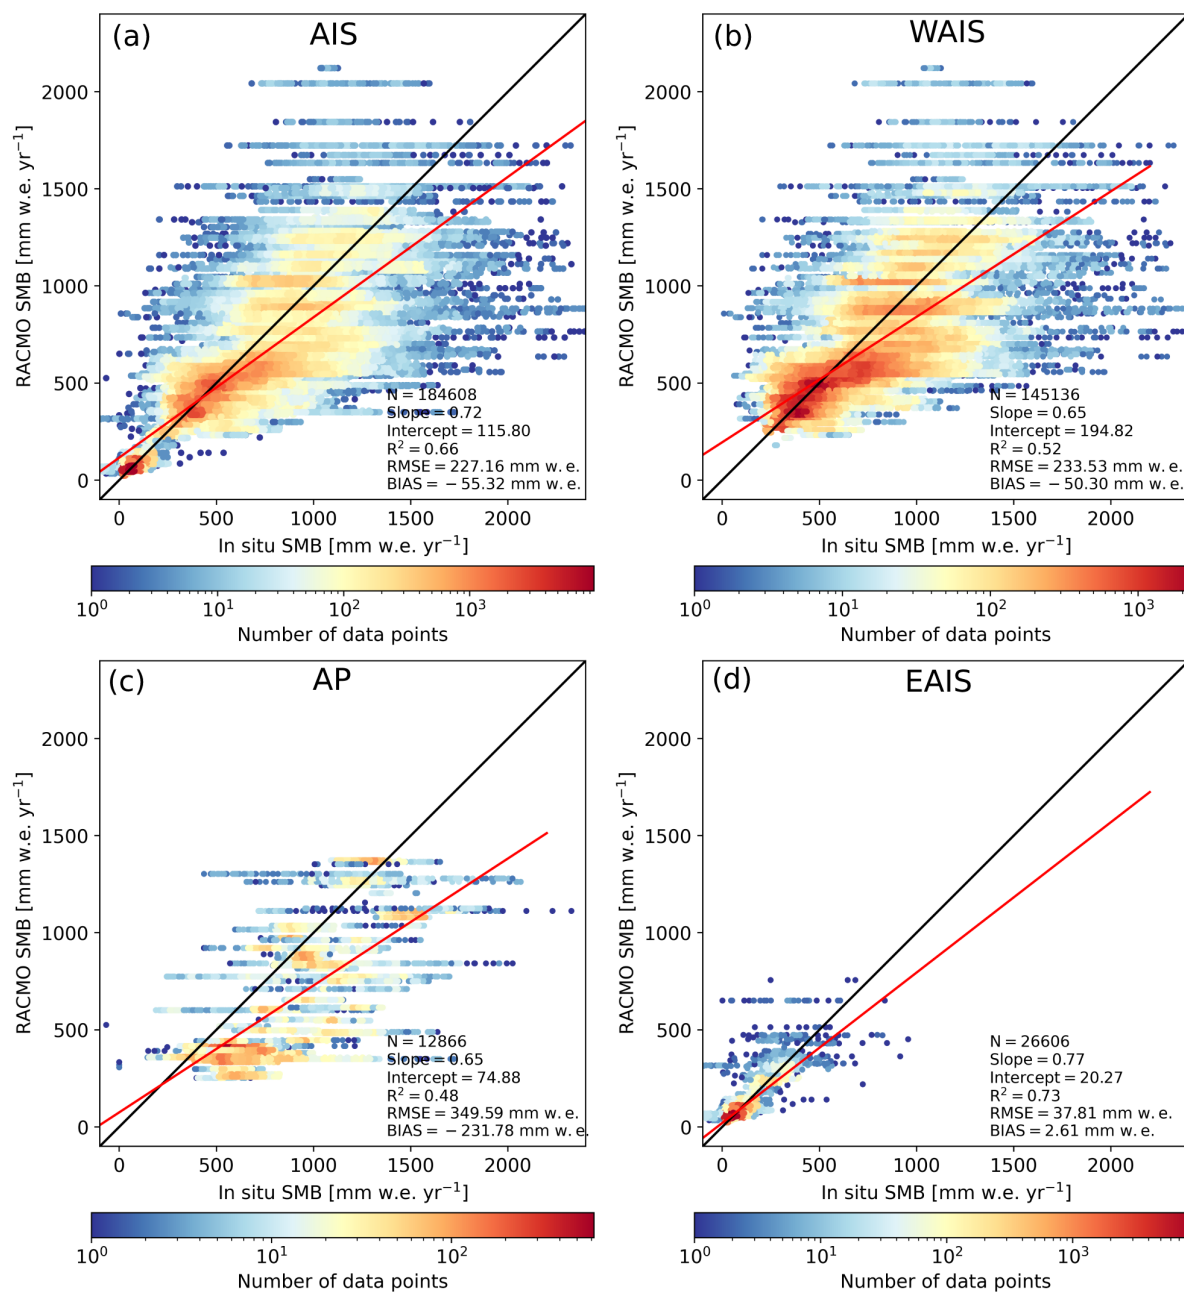 (a) AIS
RACMO SMB [mm w.e. yr⁻¹]
2000
1500
1000
500
0
N = 184608
Slope = 0.72
Intercept = 115.80
R² = 0.66
RMSE = 227.16 mm w.e.
BIAS = −55.32 mm w.e.
0 500 1000 1500 2000
In situ SMB [mm w.e. yr⁻¹]
10⁰ 10¹ 10² 10³
Number of data points
(b) WAIS
RACMO SMB [mm w.e. yr⁻¹]
2000
1500
1000
500
0
N = 145136
Slope = 0.65
Intercept = 194.82
R² = 0.52
RMSE = 233.53 mm w.e.
BIAS = −50.30 mm w.e.
0 500 1000 1500 2000
In situ SMB [mm w.e. yr⁻¹]
10⁰ 10¹ 10² 10³
Number of data points
(c) AP
RACMO SMB [mm w.e. yr⁻¹]
2000
1500
1000
500
0
N = 12866
Slope = 0.65
Intercept = 74.88
R² = 0.48
RMSE = 349.59 mm w.e.
BIAS = −231.78 mm w.e.
0 500 1000 1500 2000
In situ SMB [mm w.e. yr⁻¹]
10⁰ 10¹ 10²
Number of data points
(d) EAIS
RACMO SMB [mm w.e. yr⁻¹]
2000
1500
1000
500
0
N = 26606
Slope = 0.77
Intercept = 20.27
R² = 0.73
RMSE = 37.81 mm w.e.
BIAS = 2.61 mm w.e.
0 500 1000 1500 2000
In situ SMB [mm w.e. yr⁻¹]
10⁰ 10¹ 10² 10³
Number of data points